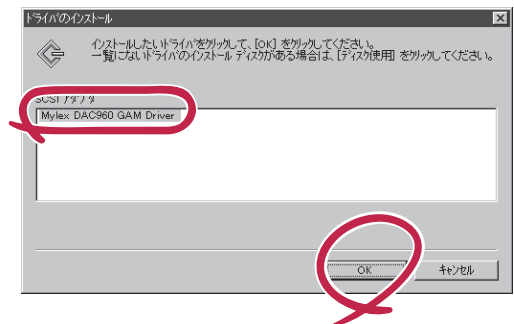 ドライバのインストール
インストールしたいドライバをクリックして、[OK] をクリックしてください。
一覧にないドライバのインストール ディスクがある場合は、[ディスク使用] をクリックしてください。
SCSI アダプタ
Mylex DAC960 GAM Driver
OK
キャンセル